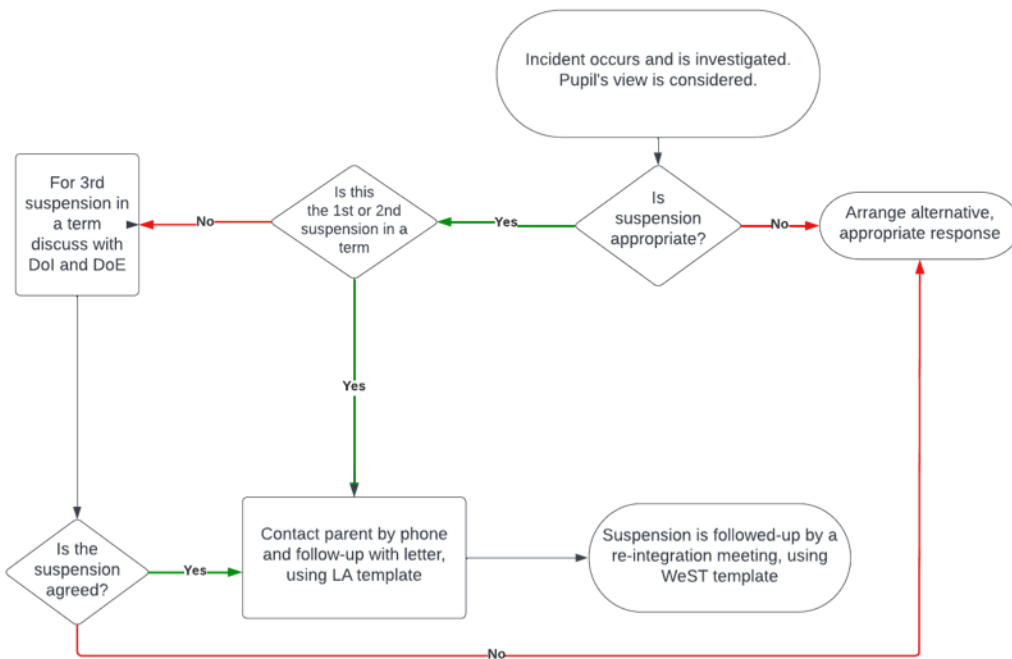 Incident occurs and is investigated.
Pupil's view is considered.
Is
suspension
appropriate?
Yes
No
Arrange alternative,
appropriate response
Is this
the 1st or 2nd
suspension in a
term
No
Yes
For 3rd
suspension in
a term
discuss with
DoI and DoE
Is the
suspension
agreed?
Yes
No
Contact parent by phone
and follow-up with letter,
using LA template
Suspension is followed-up by a
re-integration meeting, using
WeST template